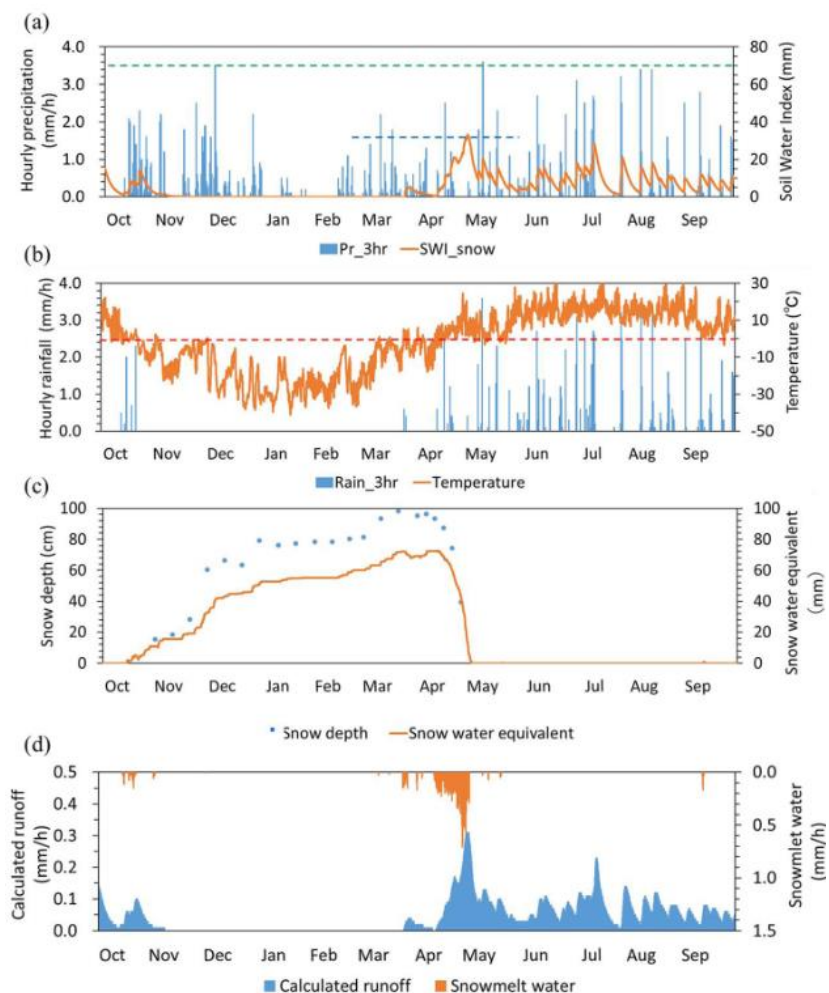 (a)
4.0 80
3.0 60
2.0 40
1.0 20
0.0 0
Hourly precipitation
(mm/h)
Soil Water Index (mm)
Oct Nov Dec Jan Feb Mar Apr May Jun Jul Aug Sep
Pr_3hr SWI_snow
(b)
4.0 30
3.0 10
2.0 -10
1.0 -30
0.0 -50
Hourly rainfall (mm/h)
Temperature (℃)
Oct Nov Dec Jan Feb Mar Apr May Jun Jul Aug Sep
Rain_3hr Temperature
(c)
100 100
80 80
60 60
40 40
20 20
0 0
Snow depth (cm)
Snow water equivalent
(mm)
Oct Nov Dec Jan Feb Mar Apr May Jun Jul Aug Sep
Snow depth Snow water equivalent
(d)
0.5 0.0
0.4
0.3 0.5
0.2
0.1 1.0
0.0 1.5
Calculated runoff
(mm/h)
Snowmlet water
(mm/h)
Oct Nov Dec Jan Feb Mar Apr May Jun Jul Aug Sep
Calculated runoff Snowmelt water